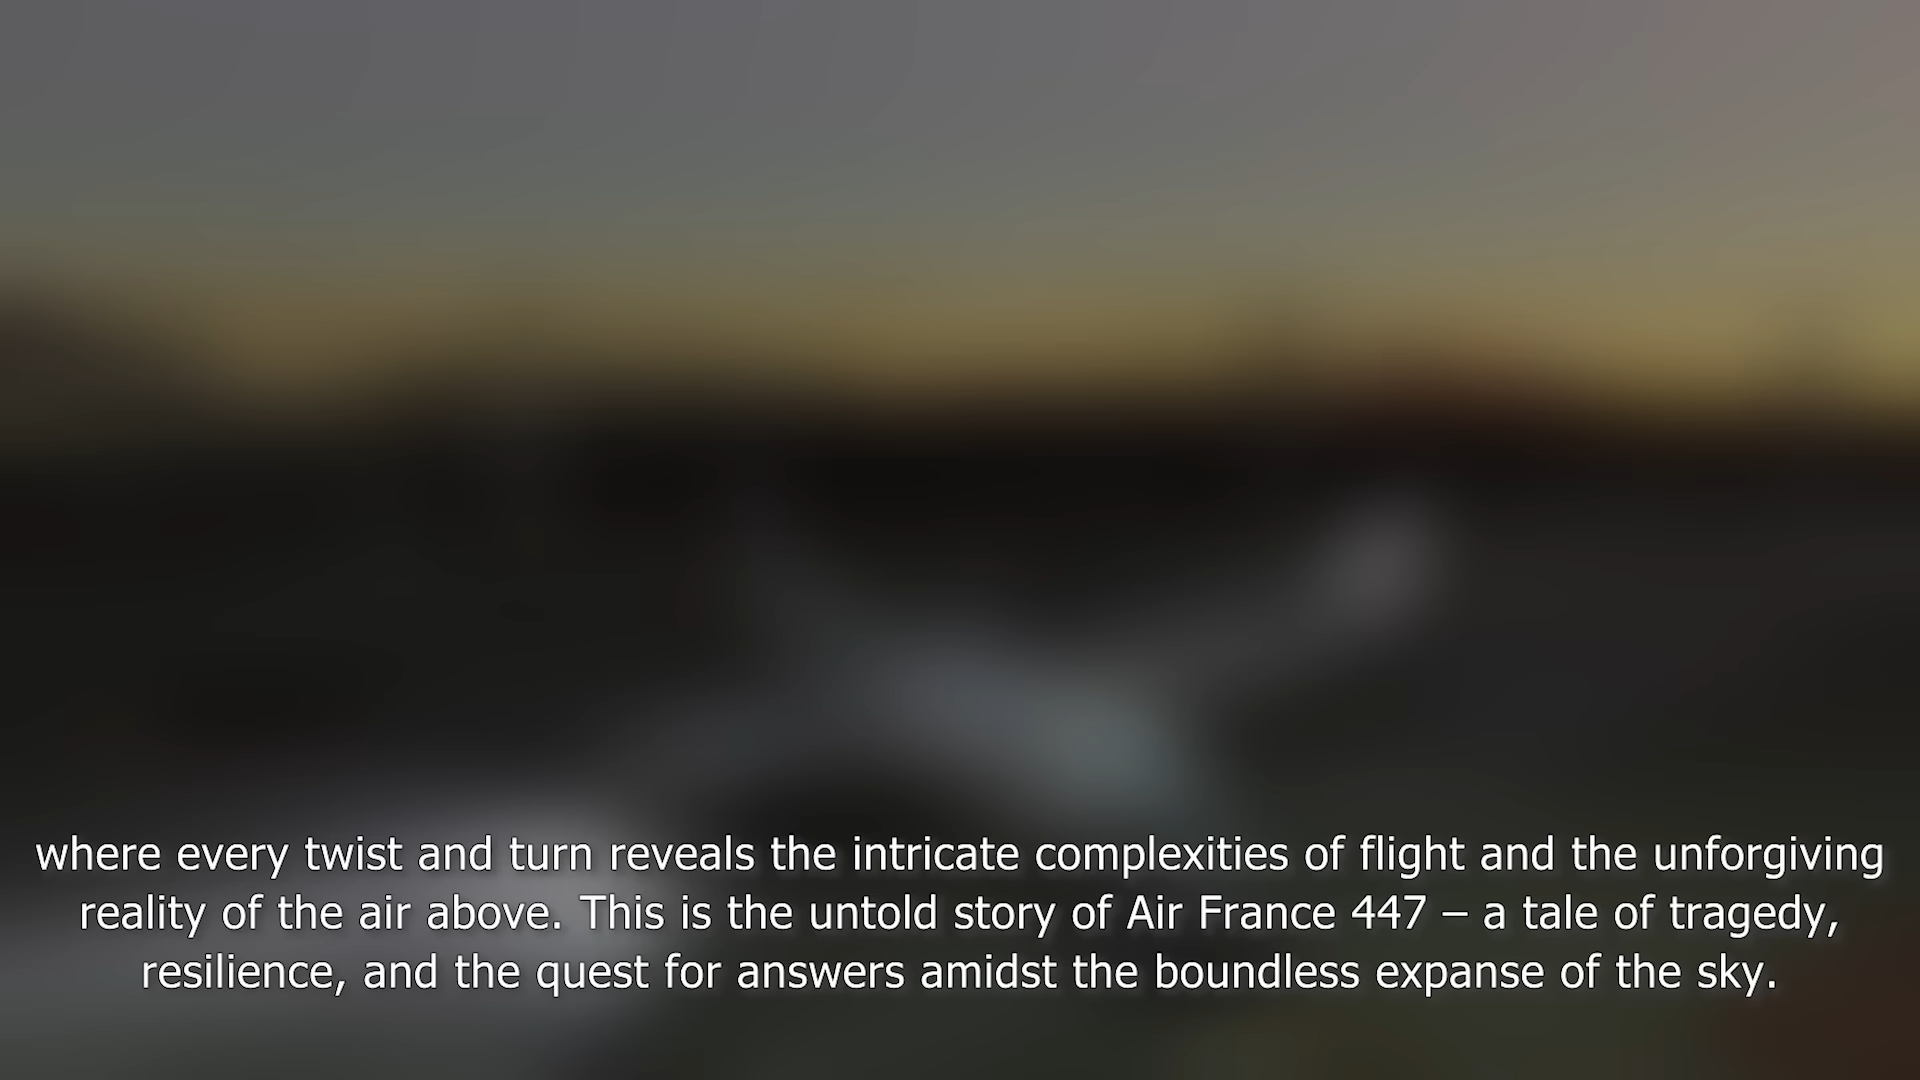 where every twist and turn reveals the intricate complexities of flight and the unforgiving
reality of the air above. This is the untold story of Air France 447 – a tale of tragedy,
resilience, and the quest for answers amidst the boundless expanse of the sky.